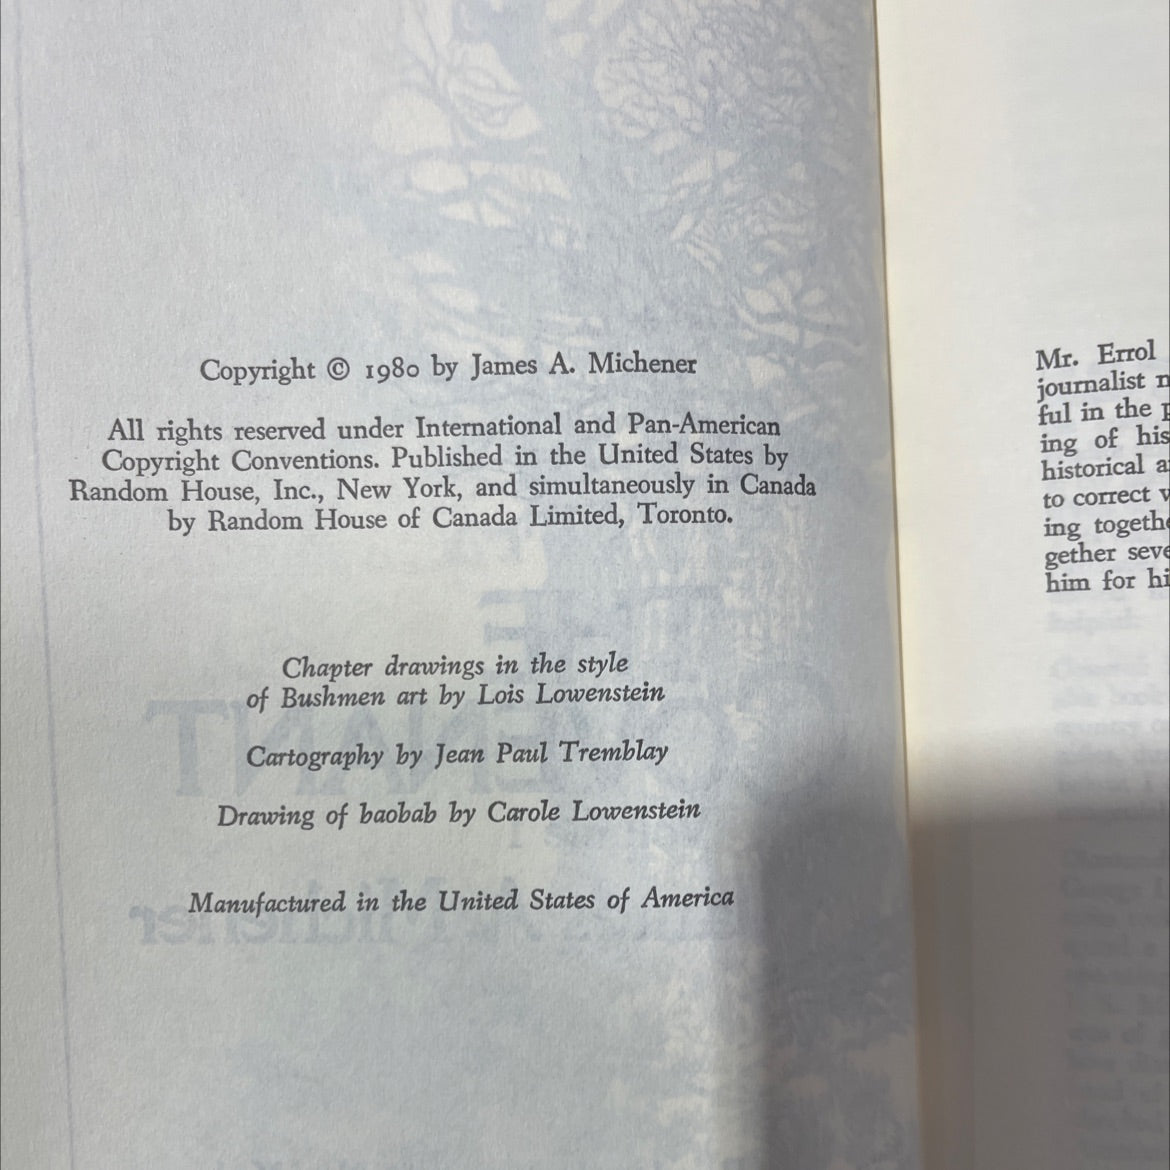 Copyright © 1980 by James A. Michener
All rights reserved under International and Pan-American
Copyright Conventions. Published in the United States by
Random House, Inc., New York, and simultaneously in Canada
by Random House of Canada Limited, Toronto.
Chapter drawings in the style
of Bushmen art by Lois Lowenstein
Cartography by Jean Paul Tremblay
Drawing of baobab by Carole Lowenstein
Manufactured in the United States of America
Mr. Errol
journalist
ful in the
ing of his
historical
to correct
ing
gether
him for